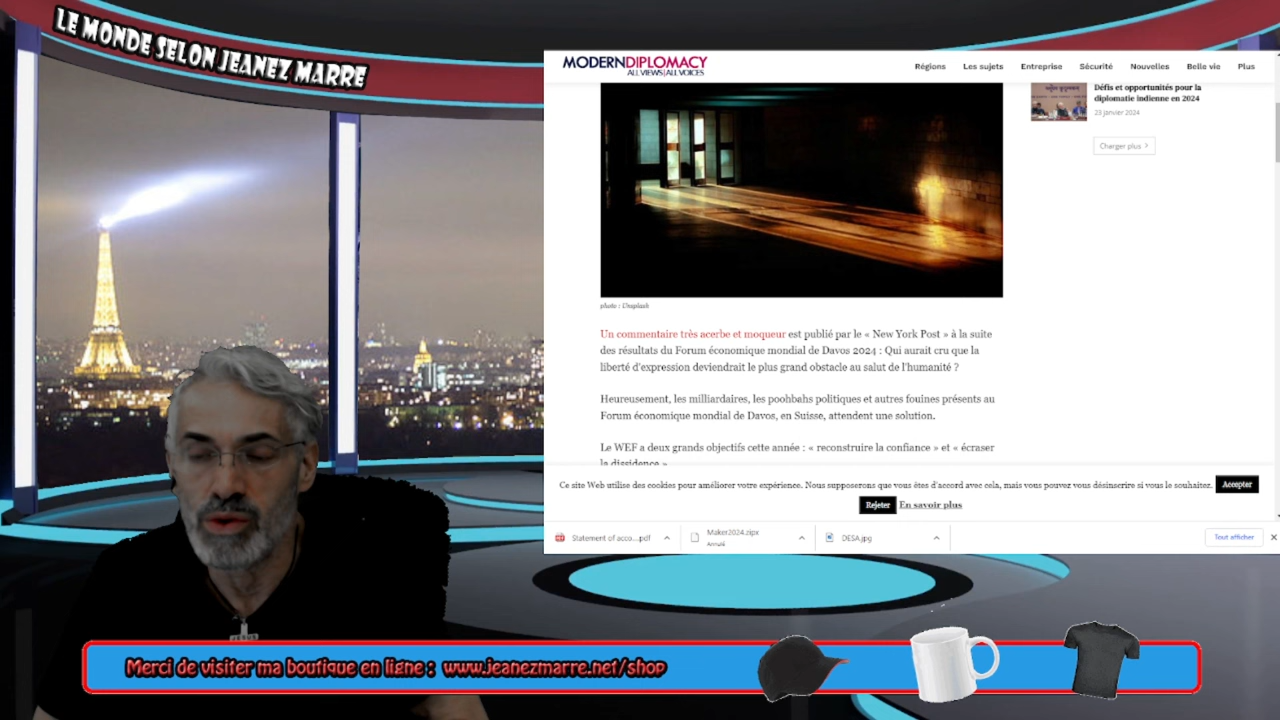 LE MONDE SELON JEANEZ MARRE
MODERNDIPLOMACY
ALL VIEWS|ALL VOICES
Régions Les sujets Entreprise Sécurité Nouvelles Belle vie Plus
Défis et opportunités pour la
diplomatie indienne en 2024
23 janvier 2024
Charger plus
photo : Unsplash
Un commentaire très acerbe et moqueur est publié par le « New York Post » à la suite
des résultats du Forum économique mondial de Davos 2024 : Qui aurait cru que la
liberté d'expression deviendrait le plus grand obstacle au salut de l'humanité ?
Heureusement, les milliardaires, les poohbahs politiques et autres fouines présents au
Forum économique mondial de Davos, en Suisse, attendent une solution.
Le WEF a deux grands objectifs cette année : « reconstruire la confiance » et « écraser
la dissidence »
Ce site Web utilise des cookies pour améliorer votre expérience. Nous supposerons que vous êtes d'accord avec cela, mais vous pouvez vous désinscrire si vous le souhaitez. Accepter
Rejeter En savoir plus
Statement of acco....pdf
Maker2024.zipx
Annulé
DESA.jpg
Tout afficher
JESUS
Merci de visiter ma boutique en ligne : www.jeanezmarre.net/shop